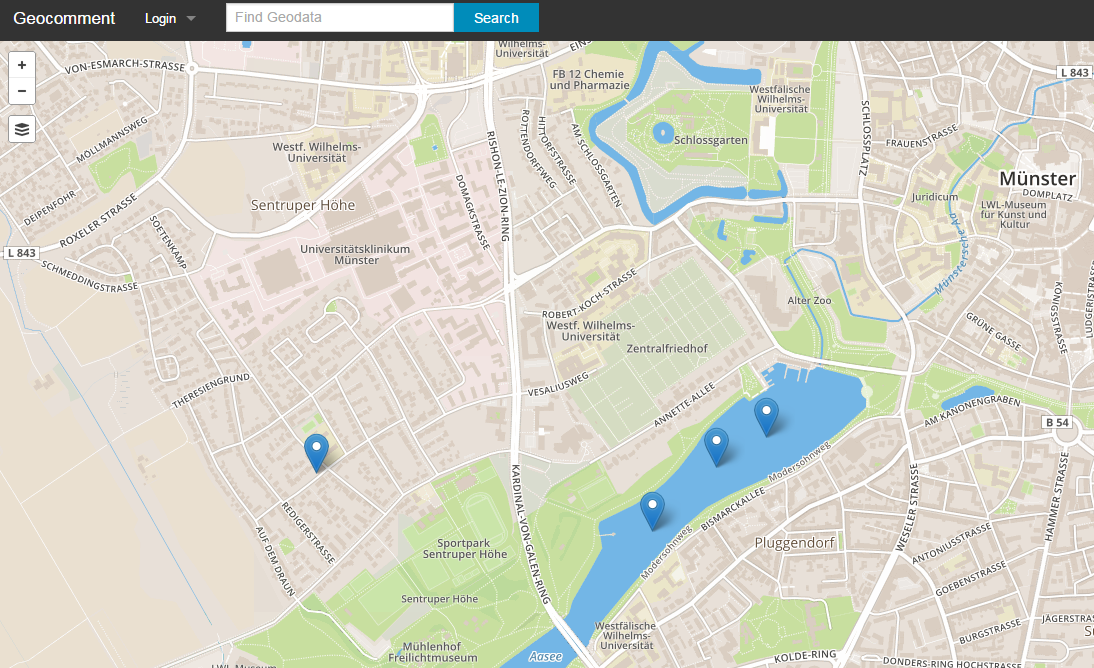 Geocomment
Login
Find Geodata
Search
+
−
VON-ESMARCH-STRASSE
MÖLLMANNSWEG
DEIPENFOHR
ROXELER STRASSE
L 843
SCHMEDDINGSTRASSE
SOETENKAMP
Westf. Wilhelms-
Universität
Sentruper Höhe
Universitätsklinikum
Münster
DOMAGKSTRASSE
RISHON-LE-ZION-RING
Wilhelms-
Universität
FB 12 Chemie
und Pharmazie
ROTTENDORFFWEG
HITTORFSTRASSE
AM SCHLOSSGARTEN
Schlossgarten
Westfälische
Wilhelms-
Universität
SCHLOSSPLATZ
L 843
FRAUENSTRASSE
Münster
DOMPLATZ
Juridicum
LWL-Museum
für Kunst und
Kultur
Münstersche Aa
Alter Zoo
KÖNIGSSTRASSE
LUDGERISTRASSE
GRÜNE GASSE
ROBERT-KOCH-STRASSE
Westf. Wilhelms-
Universität
Zentralfriedhof
VESALIUSWEG
ANNETTE-ALLEE
THERESIENGRUND
AM KANONENGRABEN
B 54
Modersohnweg
BISMARCKALLEE
Modersohnweg
KARDINAL-VON-GALEN-RING
REDIGERSTRASSE
AUF DEM DRAUN
Sportpark
Sentruper Höhe
Sentruper Höhe
Mühlenhof
Freilichtmuseum
LWL-Museum
Aasee
Westfälische
Wilhelms-
Universität
Pluggendorf
WESELER STRASSE
HAMMER STRASSE
ANTONIUSSTRASSE
GOEBENSTRASSE
BURGSTRASSE
JÄGERSTRASSE
KOLDE-RING
DONDERS-RING
HOCHSTRASSE